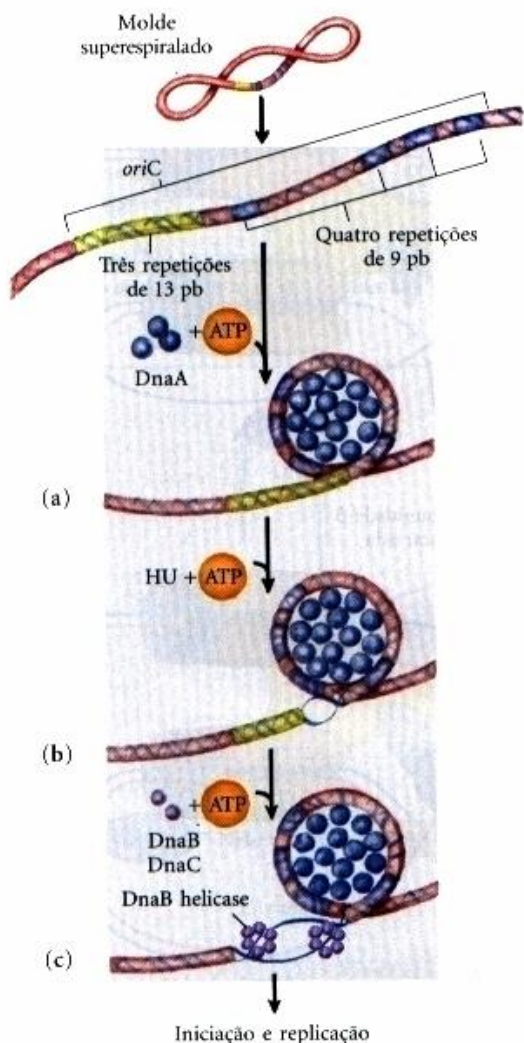 Molde
superespiralado
oriC
Quatro repetições
de 9 pb
Três repetições
de 13 pb
+ ATP
DnaA
(a)
HU + ATP
(b)
+ ATP
DnaB
DnaC
DnaB helicase
(c)
Iniciação e replicação